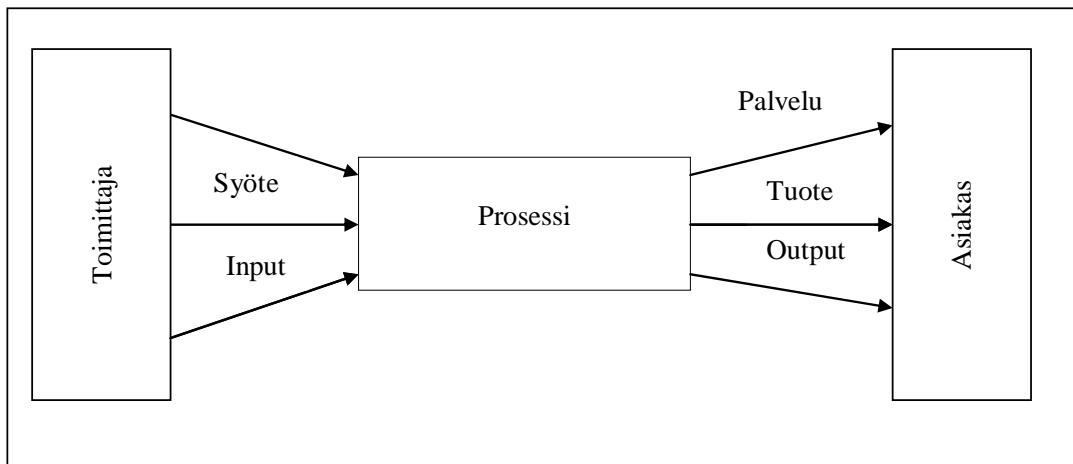 Toimittaja
Syöte
Input
Prosessi
Palvelu
Tuote
Output
Asiakas